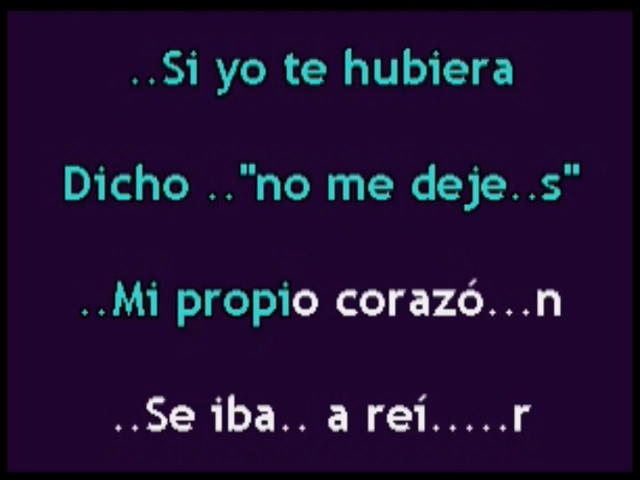 ..Si yo te hubiera
Dicho .."no me deje..s"
..Mi propio corazó...n
..Se iba.. a reí.....r